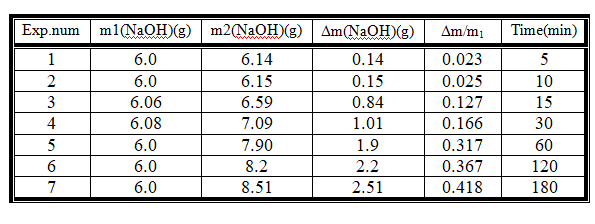 Exp.num m1(NaOH)(g) m2(NaOH)(g) Δm(NaOH)(g) Δm/m₁ Time(min)
1 6.0 6.14 0.14 0.023 5
2 6.0 6.15 0.15 0.025 10
3 6.06 6.59 0.84 0.127 15
4 6.08 7.09 1.01 0.166 30
5 6.0 7.90 1.9 0.317 60
6 6.0 8.2 2.2 0.367 120
7 6.0 8.51 2.51 0.418 180